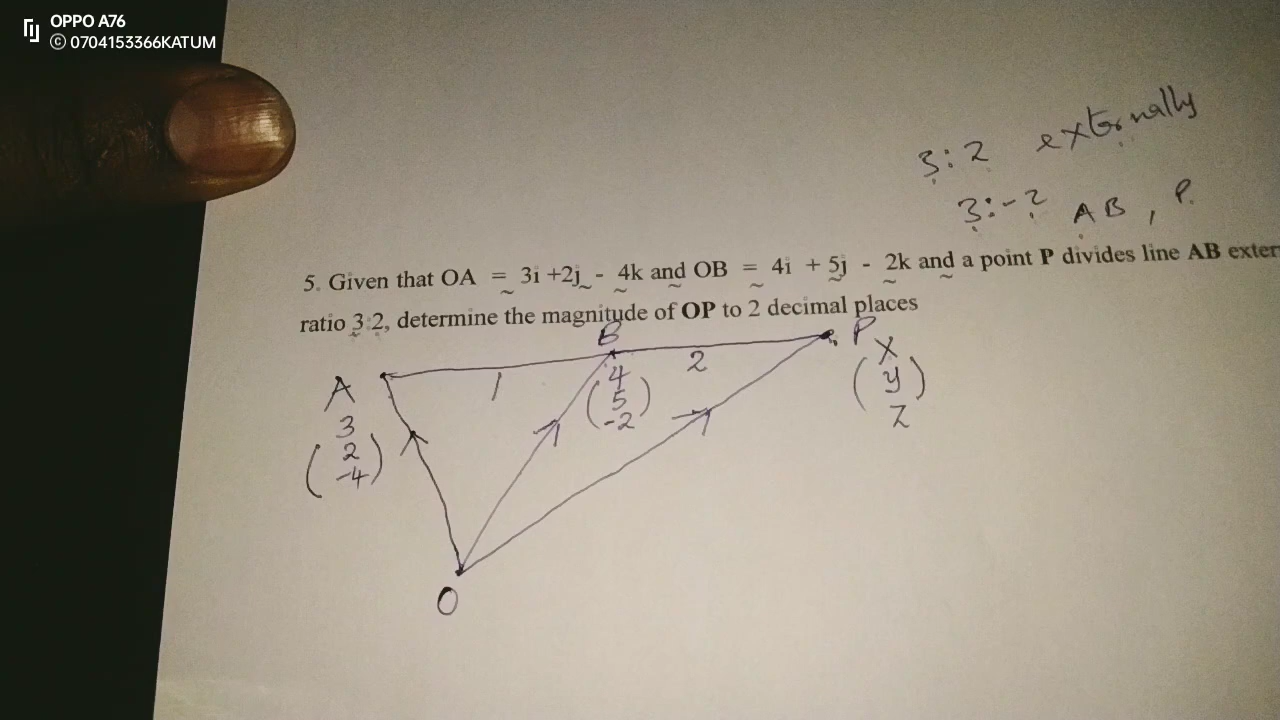 OPPO A76
© 0704153366KATUM
3:2 externally
3:-2 AB, P.
5. Given that OA = 3i +2j - 4k and OB = 4i + 5j - 2k and a point P divides line AB exter
ratio 3:2, determine the magnitude of OP to 2 decimal places
B
P
A
1
2
4
5
-2
x
y
z
3
2
-4
O